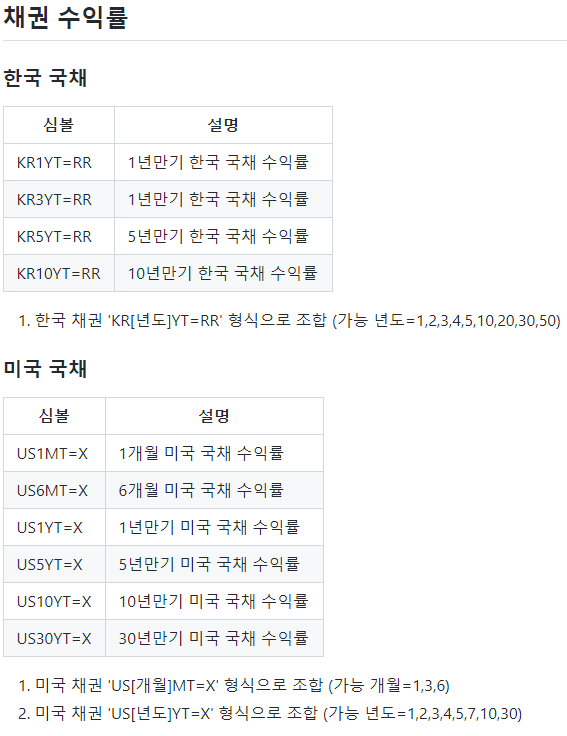 채권 수익률
한국 국채
심볼 설명
KR1YT=RR 1년만기 한국 국채 수익률
KR3YT=RR 1년만기 한국 국채 수익률
KR5YT=RR 5년만기 한국 국채 수익률
KR10YT=RR 10년만기 한국 국채 수익률
1. 한국 채권 'KR[년도]YT=RR' 형식으로 조합 (가능 년도=1,2,3,4,5,10,20,30,50)
미국 국채
심볼 설명
US1MT=X 1개월 미국 국채 수익률
US6MT=X 6개월 미국 국채 수익률
US1YT=X 1년만기 미국 국채 수익률
US5YT=X 5년만기 미국 국채 수익률
US10YT=X 10년만기 미국 국채 수익률
US30YT=X 30년만기 미국 국채 수익률
1. 미국 채권 'US[개월]MT=X' 형식으로 조합 (가능 개월=1,3,6)
2. 미국 채권 'US[년도]YT=X' 형식으로 조합 (가능 년도=1,2,3,4,5,7,10,30)